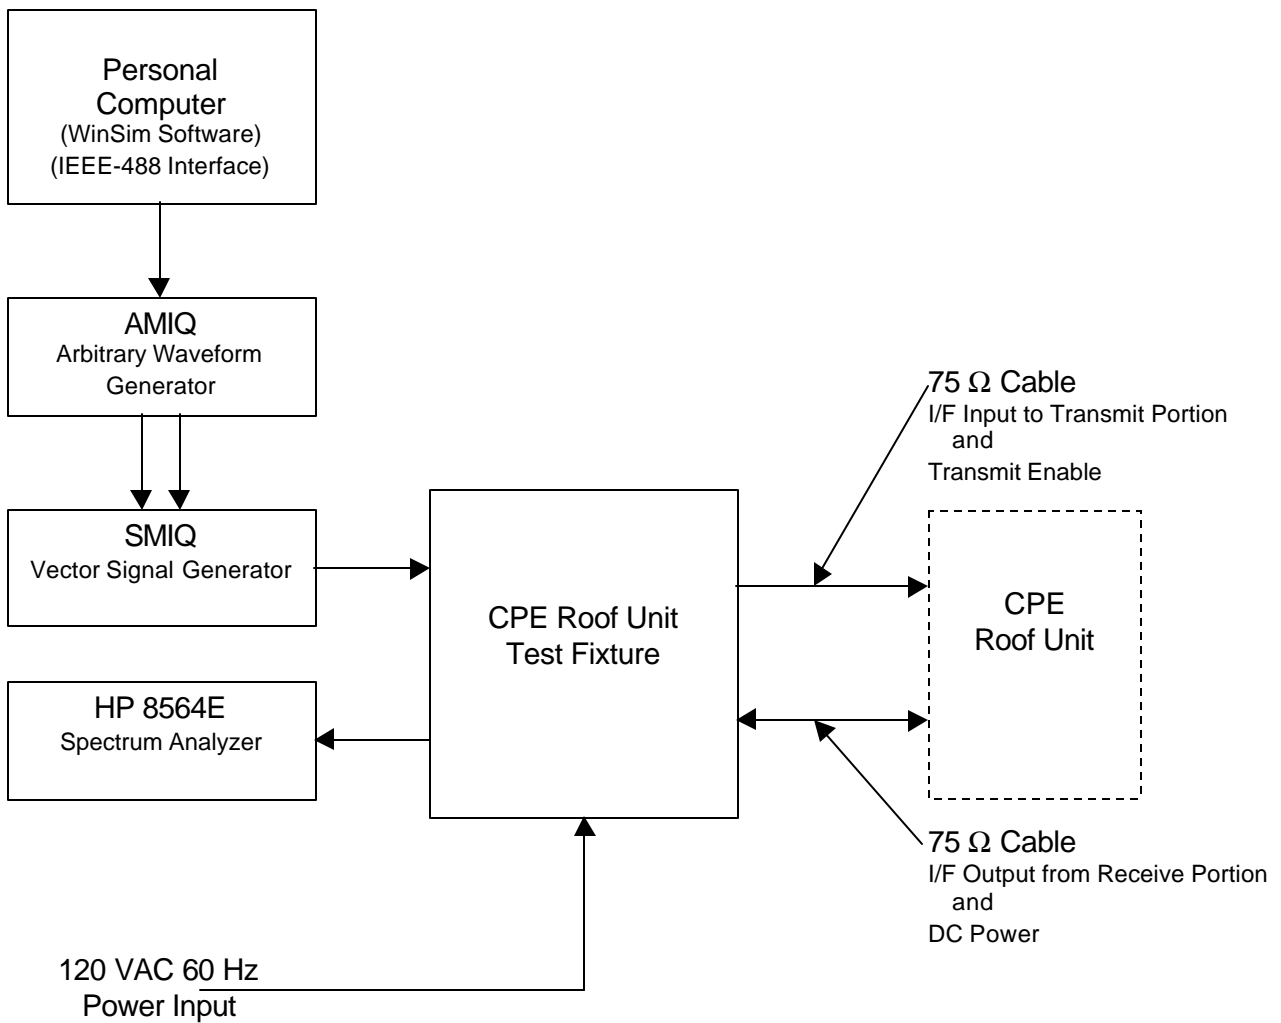 Personal
Computer
(WinSim Software)
(IEEE-488 Interface)
AMIQ
Arbitrary Waveform
Generator
SMIQ
Vector Signal Generator
HP 8564E
Spectrum Analyzer
CPE Roof Unit
Test Fixture
75 Ω Cable
I/F Input to Transmit Portion
and
Transmit Enable
CPE
Roof Unit
75 Ω Cable
I/F Output from Receive Portion
and
DC Power
120 VAC 60 Hz
Power Input